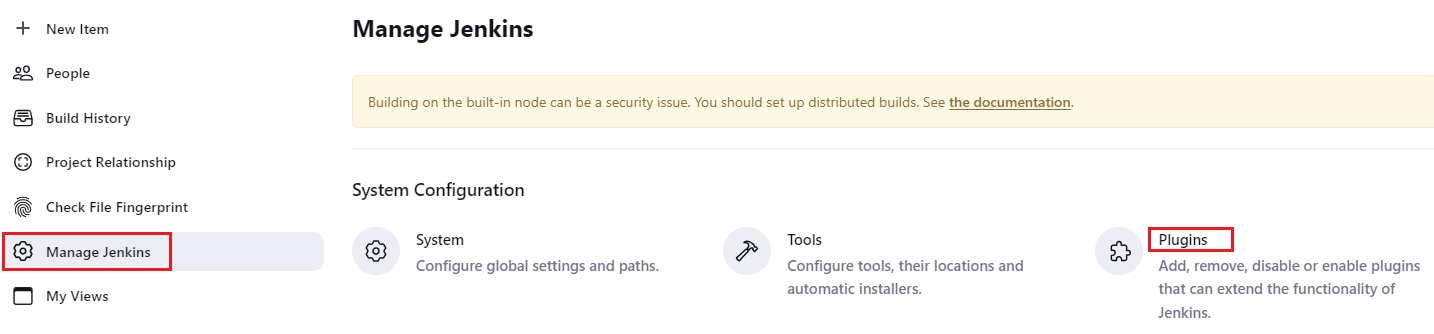 New Item
People
Build History
Project Relationship
Check File Fingerprint
Manage Jenkins
My Views
Manage Jenkins
Building on the built-in node can be a security issue. You should set up distributed builds. See the documentation.
System Configuration
System
Configure global settings and paths.
Tools
Configure tools, their locations and
automatic installers.
Plugins
Add, remove, disable or enable plugins
that can extend the functionality of
Jenkins.